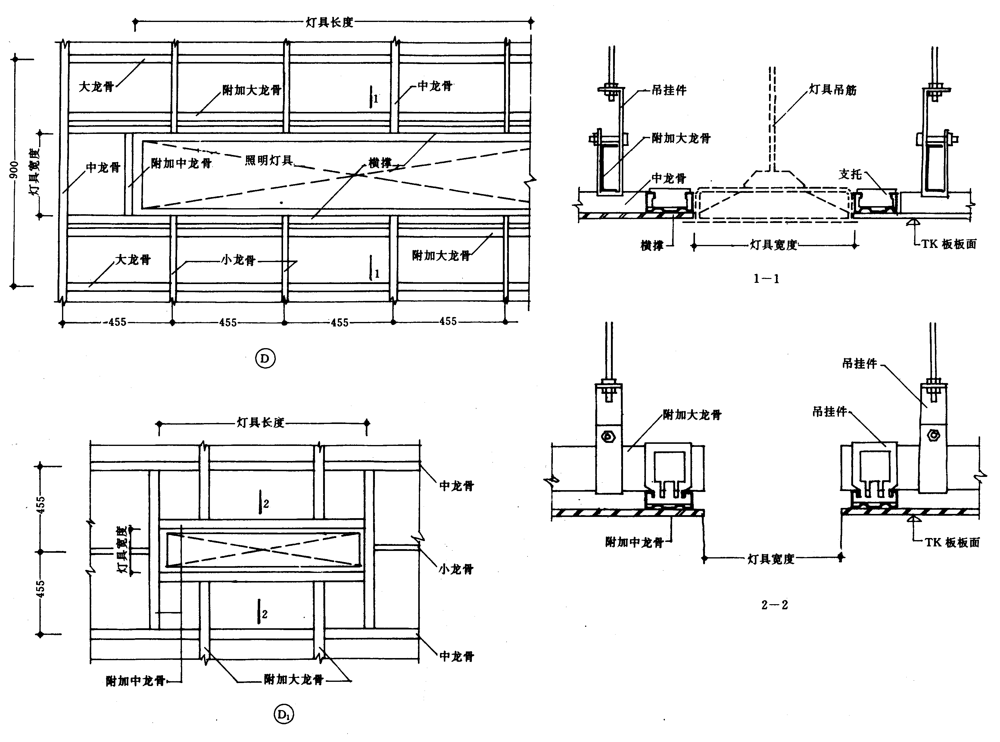 灯具长度
大龙骨
附加大龙骨
1
中龙骨
900
灯具宽度
中龙骨
附加中龙骨
照明灯具
横撑
大龙骨
小龙骨
1
附加大龙骨
455
455
455
455
D
吊挂件
灯具吊筋
附加大龙骨
中龙骨
支托
横撑
灯具宽度
TK 板板面
1—1
灯具长度
中龙骨
455
2
灯具宽度
小龙骨
455
2
中龙骨
附加中龙骨
附加大龙骨
D₁
吊挂件
附加大龙骨
吊挂件
附加中龙骨
TK 板板面
灯具宽度
2—2